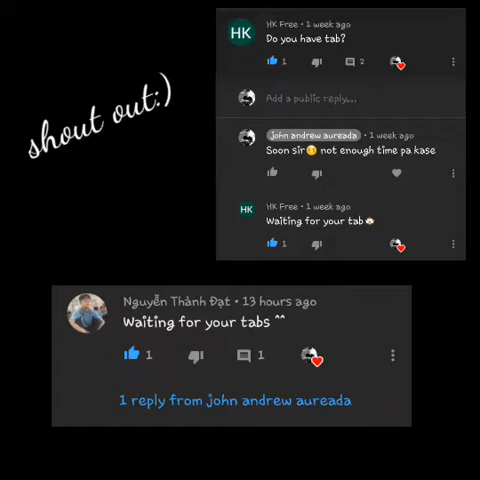 shout out:)
HK
HK Free • 1 week ago
Do you have tab?
1
2
Add a public reply...
john andrew aureada • 1 week ago
Soon sir😊 not enough time pa kase
HK
HK Free • 1 week ago
Waiting for your tab
1
Nguyễn Thành Đạt • 13 hours ago
Waiting for your tabs ^^
1
1
1 reply from john andrew aureada